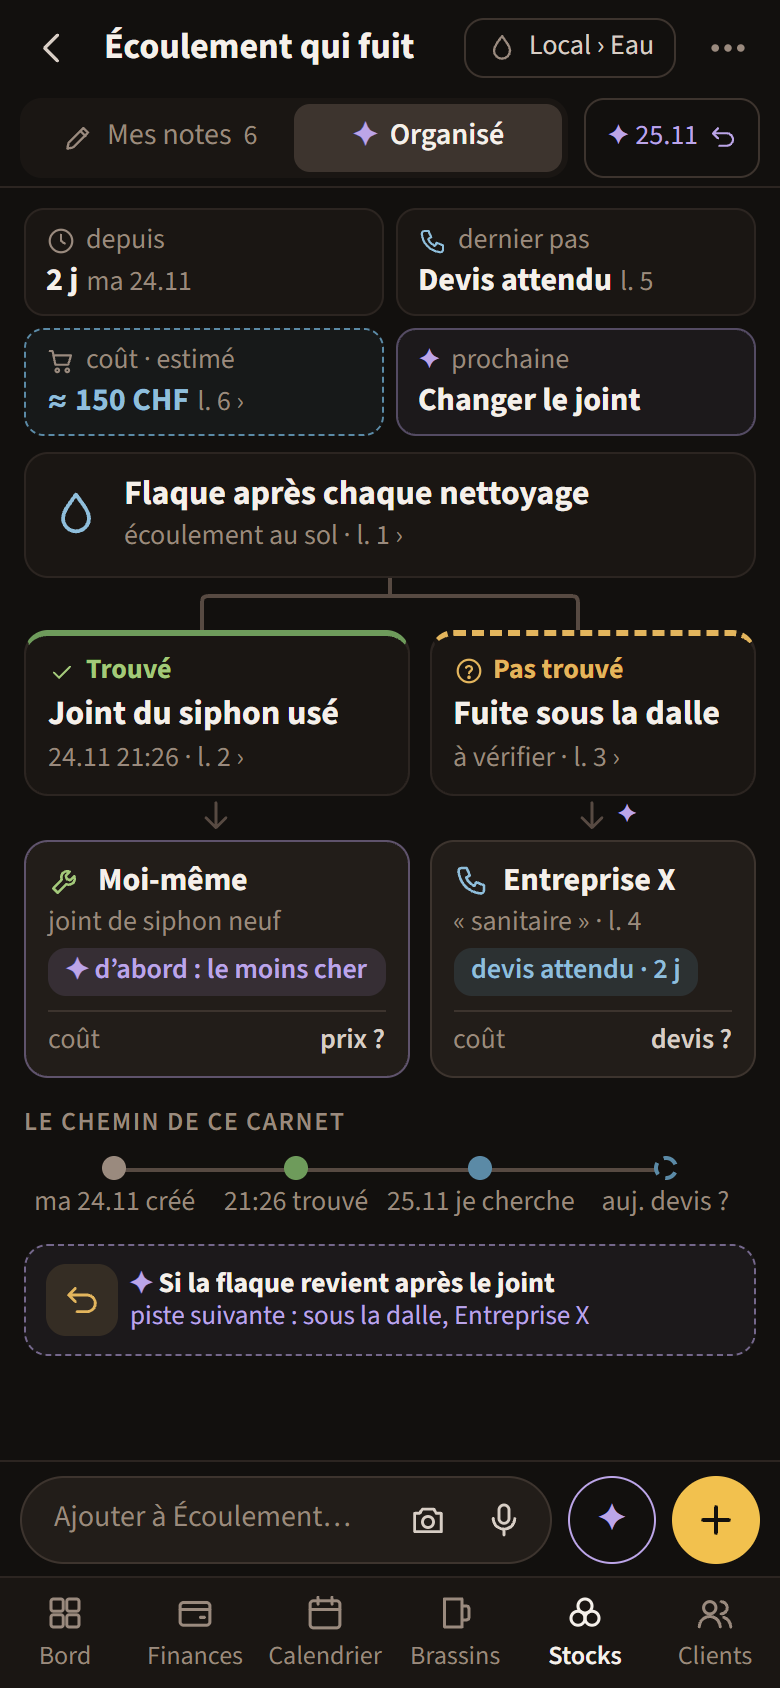 Écoulement qui fuit
Local › Eau
Mes notes 6
✦ Organisé
✦ 25.11
depuis
2 j ma 24.11
dernier pas
Devis attendu l. 5
coût · estimé
≈ 150 CHF l. 6 ›
✦ prochaine
Changer le joint
Flaque après chaque nettoyage
écoulement au sol · l. 1 ›
Trouvé
Joint du siphon usé
24.11 21:26 · l. 2 ›
Pas trouvé
Fuite sous la dalle
à vérifier · l. 3 ›
Moi-même
joint de siphon neuf
✦ d’abord : le moins cher
coût prix ?
Entreprise X
« sanitaire » · l. 4
devis attendu · 2 j
coût devis ?
LE CHEMIN DE CE CARNET
ma 24.11 créé
21:26 trouvé
25.11 je cherche
auj. devis ?
✦ Si la flaque revient après le joint
piste suivante : sous la dalle, Entreprise X
Ajouter à Écoulement…
Bord
Finances
Calendrier
Brassins
Stocks
Clients